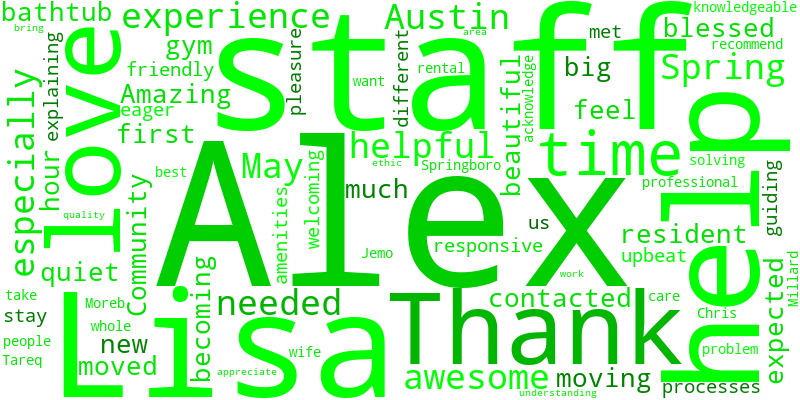 bathtub
experience
Austin
knowledgeable
bring
staff
area
met
blessed
recommend
gym
friendly
explaining
love
pleasure
different
rental
want
acknowledge
big
Spring
Amazing
eager
especially
hour
first
helpful
beautiful
feel
time
help
solving
best
May
ethic
Springboro
professional
guiding
welcoming
much
Alex
amenities
us
quality
Community
Jemo
responsive
resident
upbeat
quiet
work
expected
Millard
take
Moreb
Lisa
becoming
needed
Thank
contacted
care
Chris
stay
whole
new
people
Tareq
moved
wife
problem
appreciate
awesome
moving
processes
understanding